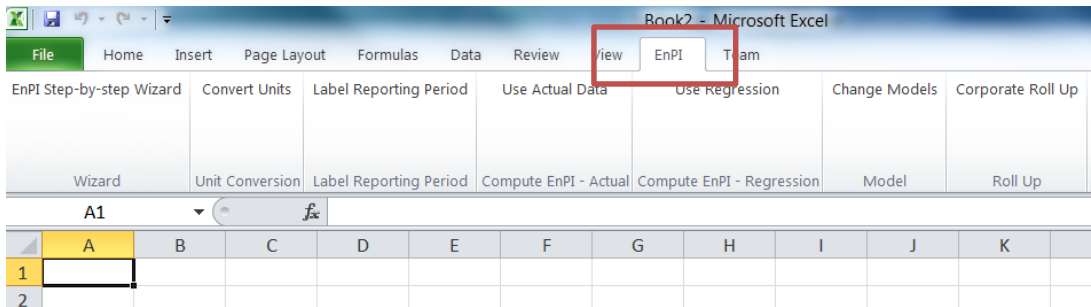 Book2 - Microsoft Excel
File Home Insert Page Layout Formulas Data Review View EnPI Team
EnPI Step-by-step Wizard Convert Units Label Reporting Period Use Actual Data Use Regression Change Models Corporate Roll Up
Wizard Unit Conversion Label Reporting Period Compute EnPI - Actual Compute EnPI - Regression Model Roll Up
A1 fx
A B C D E F G H I J K
1
2